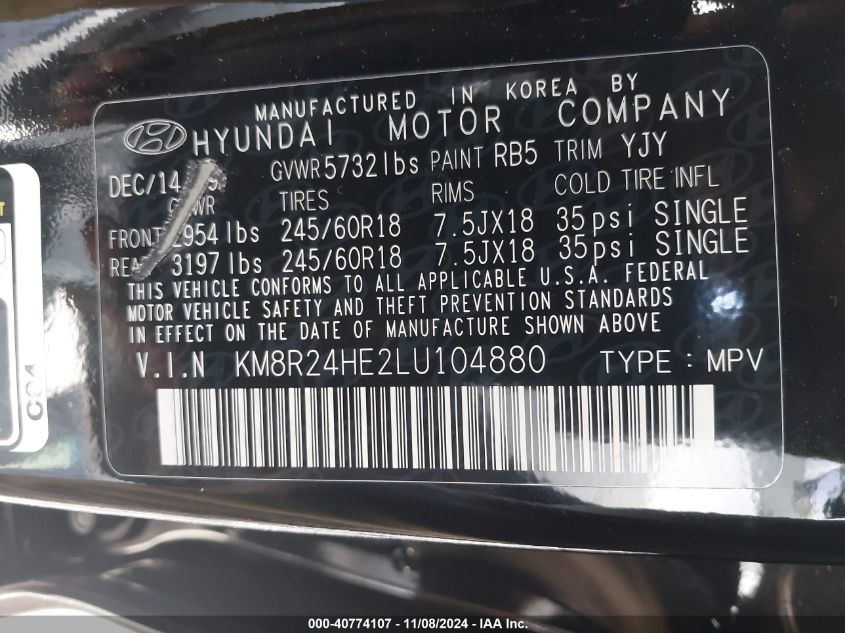 MANUFACTURED IN KOREA BY
HYUNDAI MOTOR COMPANY
DEC/14 GVWR 5732 lbs PAINT RB5 TRIM YJY
TIRES RIMS COLD TIRE INFL
FRONT 2954 lbs 245/60R18 7.5JX18 35psi SINGLE
3197 lbs 245/60R18 7.5JX18 35psi SINGLE
THIS VEHICLE CONFORMS TO ALL APPLICABLE U.S.A. FEDERAL
MOTOR VEHICLE SAFETY AND THEFT PREVENTION STANDARDS
IN EFFECT ON THE DATE OF MANUFACTURE SHOWN ABOVE
V.I.N KM8R24HE2LU104880 TYPE : MPV
000-40774107 - 11/08/2024 - IAA Inc.